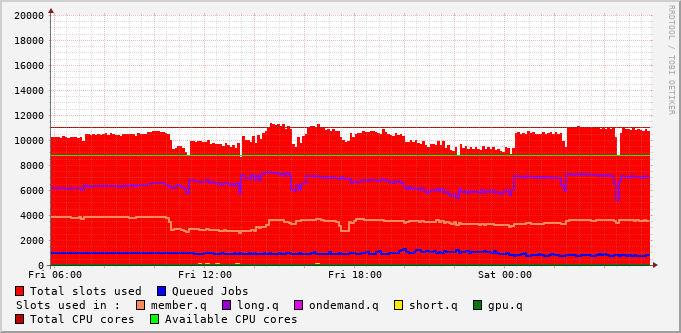 20000
18000
16000
14000
12000
10000
8000
6000
4000
2000
0
Fri 06:00 Fri 12:00 Fri 18:00 Sat 00:00
Total slots used Queued Jobs
Slots used in : member.q long.q ondemand.q short.q gpu.q
Total CPU cores Available CPU cores
RRDTOOL / TOBI OETIKER